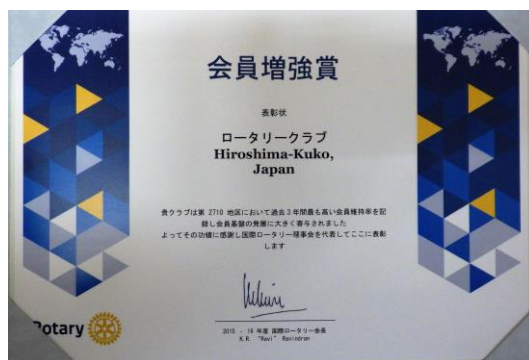 会員増強賞
表彰状
ロータリークラブ
Hiroshima-Kuko,
Japan
貴クラブは第 2710 地区において過去3年間最も高い会員維持率を記
録し会員基盤の発展に大きく寄与されました
よってその功績に感謝し国際ロータリー理事会を代表してここに表彰
します
2015 - 16 年度 国際ロータリー会長
K.R. "Ravi" Ravindran
Rotary